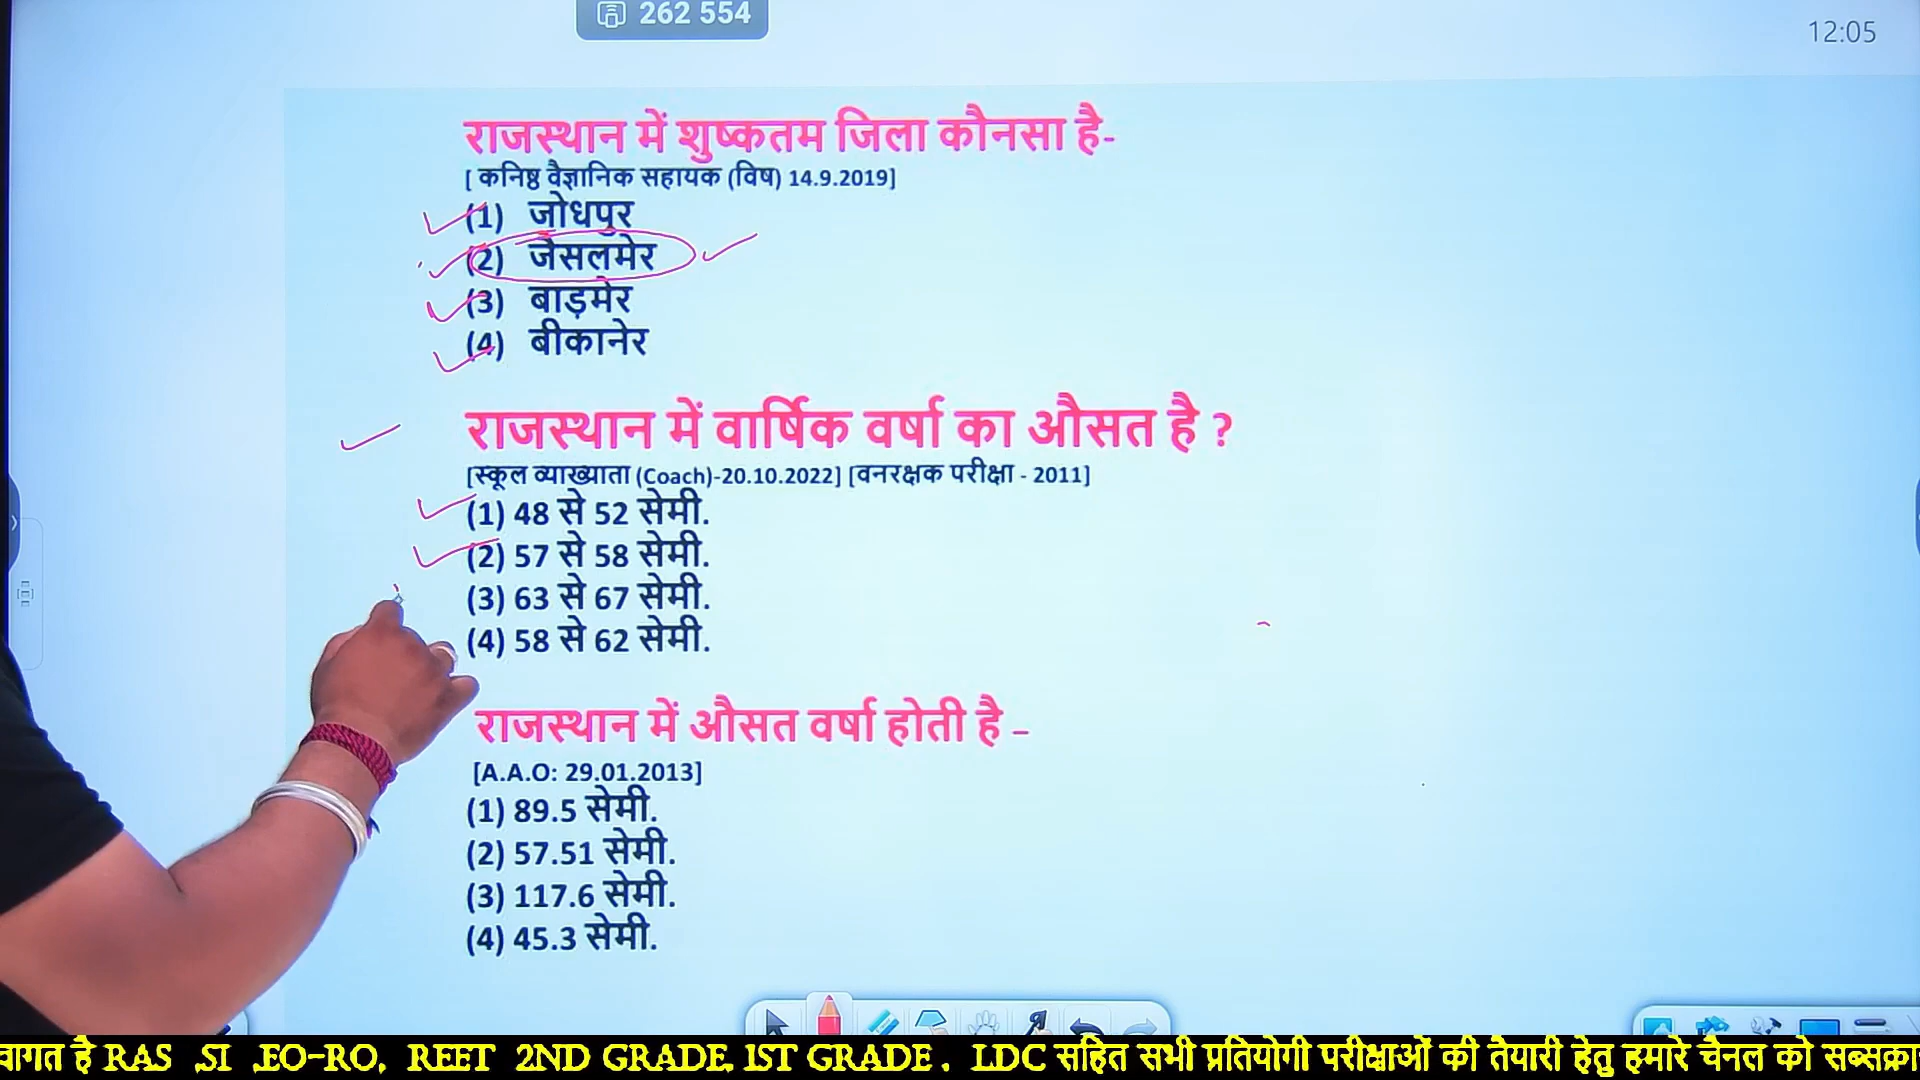 262 554
12:05
राजस्थान में शुष्कतम जिला कौनसा है-
[ कनिष्ठ वैज्ञानिक सहायक (विष) 14.9.2019]
(1) जोधपुर
(2) जैसलमेर
(3) बाड़मेर
(4) बीकानेर
राजस्थान में वार्षिक वर्षा का औसत है ?
[स्कूल व्याख्याता (Coach)-20.10.2022] [वनरक्षक परीक्षा - 2011]
(1) 48 से 52 सेमी.
(2) 57 से 58 सेमी.
(3) 63 से 67 सेमी.
(4) 58 से 62 सेमी.
राजस्थान में औसत वर्षा होती है –
[A.A.O: 29.01.2013]
(1) 89.5 सेमी.
(2) 57.51 सेमी.
(3) 117.6 सेमी.
(4) 45.3 सेमी.
है RAS ,SI ,EO-RO, REET 2ND GRADE, 1ST GRADE , LDC सहित सभी प्रतियोगी परीक्षाओं की तैयारी हेतु हमारे चैनल को